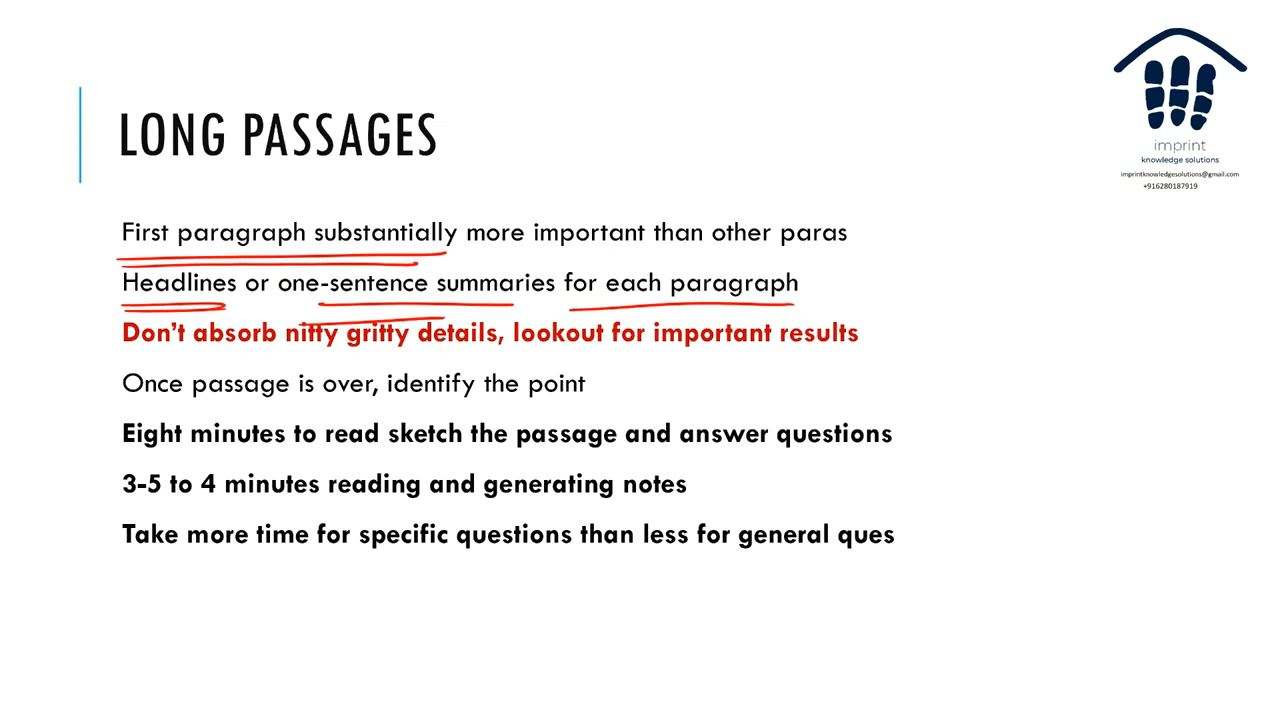 LONG PASSAGES
imprint
knowledge solutions
imprintknowledgesolutions@gmail.com
+916280187919
First paragraph substantially more important than other paras
Headlines or one-sentence summaries for each paragraph
Don’t absorb nitty gritty details, lookout for important results
Once passage is over, identify the point
Eight minutes to read sketch the passage and answer questions
3-5 to 4 minutes reading and generating notes
Take more time for specific questions than less for general ques